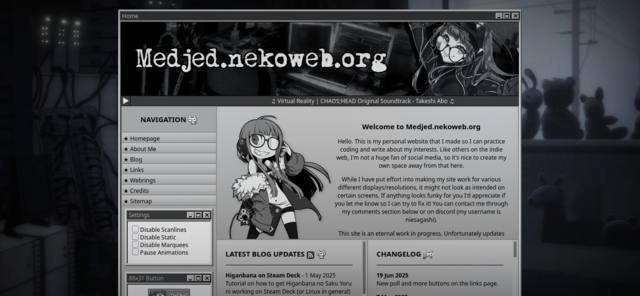 Home
Medjed.nekoweb.org
♫ Virtual Reality | CHAOS;HEAD Original Soundtrack - Takeshi Abo ♫
NAVIGATION
★ Homepage
★ About Me
★ Blog
★ Links
★ Webrings
★ Credits
★ Sitemap
Settings
Disable Scanlines
Disable Static
Disable Marquees
Pause Animations
88x31 Button
Welcome to Medjed.nekoweb.org
Hello. This is my personal website that I made so I can practice
coding and write about my interests. Like others on the indie
web, I'm not a huge fan of social media, so it's nice to create my
own space away from that here.
While I have put effort into making my site work for various
different displays/resolutions, it might not look as intended on
certain screens. If anything looks funky for you I'd appreciate if
you let me know so I can try to fix it! You can contact me through
my comments section below or on discord (my username is
niesagashi).
This site is an eternal work in progress. Unfortunately updates
LATEST BLOG UPDATES
Higanbana on Steam Deck - 1 May 2025
Tutorial on how to get Higanbana No Saku Yoru
ni working on Steam Deck (or Linux in general)
CHANGELOG
19 Jun 2025
New poll and more buttons on the links page.